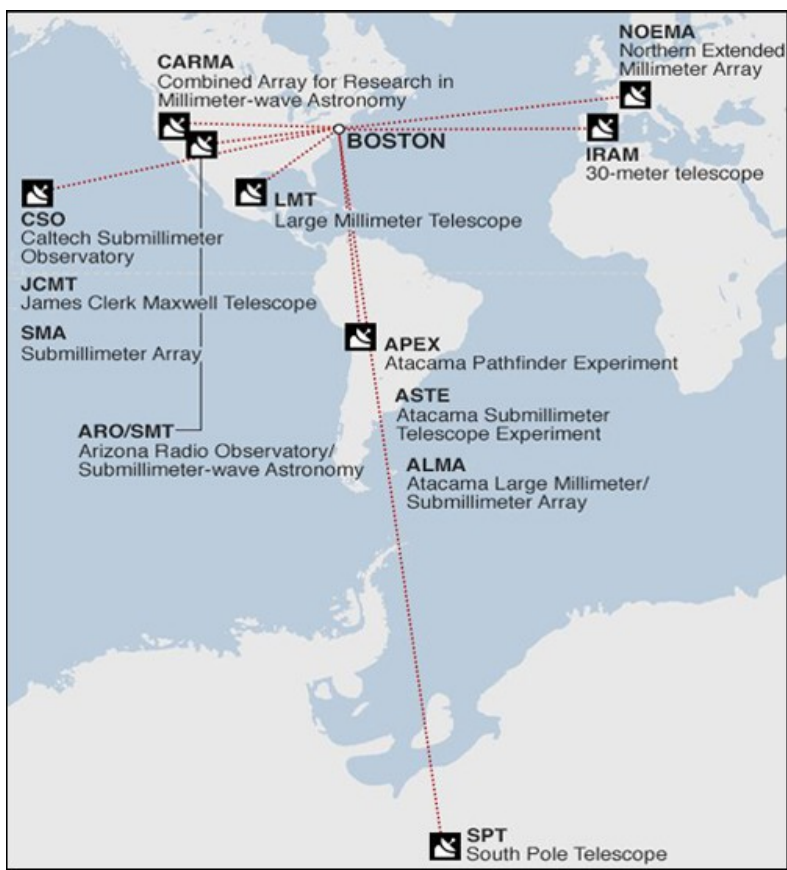 CARMA
Combined Array for Research in
Millimeter-wave Astronomy
NOEMA
Northern Extended
Millimeter Array
BOSTON
IRAM
30-meter telescope
LMT
Large Millimeter Telescope
CSO
Caltech Submillimeter
Observatory
JCMT
James Clerk Maxwell Telescope
SMA
Submillimeter Array
APEX
Atacama Pathfinder Experiment
ASTE
Atacama Submillimeter
Telescope Experiment
ARO/SMT
Arizona Radio Observatory/
Submillimeter-wave Astronomy
ALMA
Atacama Large Millimeter/
Submillimeter Array
SPT
South Pole Telescope